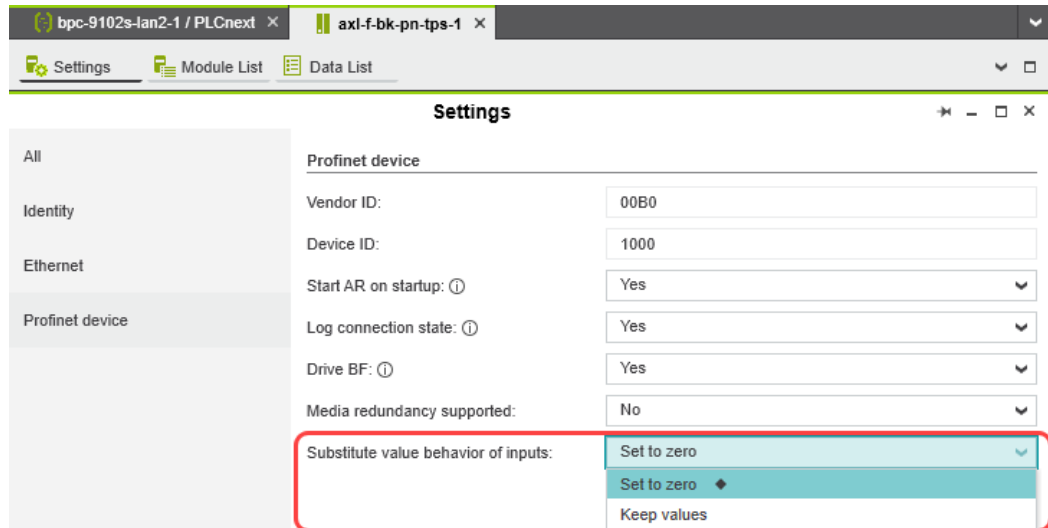 bpc-9102s-lan2-1 / PLCnext
axl-f-bk-pn-tps-1
Settings
Module List
Data List
Settings
All
Identity
Ethernet
Profinet device
Profinet device
Vendor ID:
00B0
Device ID:
1000
Start AR on startup:
Yes
Log connection state:
Yes
Drive BF:
Yes
Media redundancy supported:
No
Substitute value behavior of inputs:
Set to zero
Set to zero
Keep values